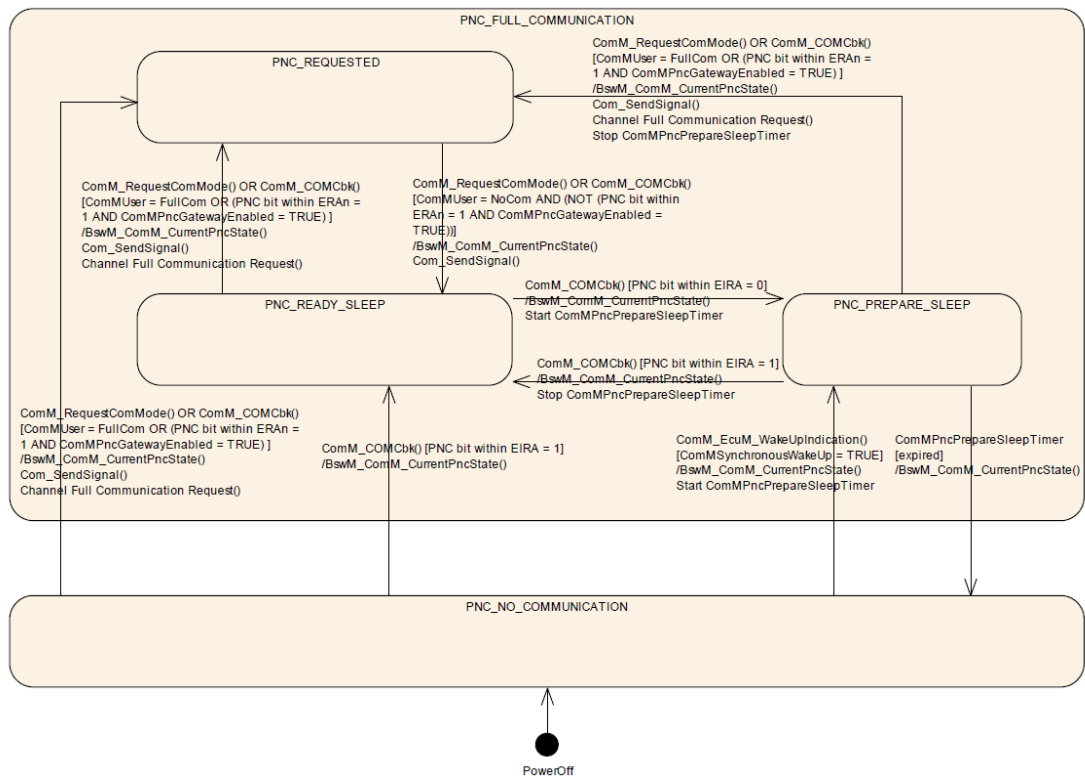 PNC_FULL_COMMUNICATION
PNC_REQUESTED
ComM_RequestComMode() OR ComM_COMCbk()
[ComMUser = FullCom OR (PNC bit within ERAn =
1 AND ComMPncGatewayEnabled = TRUE) ]
/BswM_ComM_CurrentPncState()
Com_SendSignal()
Channel Full Communication Request()
Stop ComMPncPrepareSleepTimer
ComM_RequestComMode() OR ComM_COMCbk()
[ComMUser = FullCom OR (PNC bit within ERAn =
1 AND ComMPncGatewayEnabled = TRUE) ]
/BswM_ComM_CurrentPncState()
Com_SendSignal()
Channel Full Communication Request()
ComM_RequestComMode() OR ComM_COMCbk()
[ComMUser = NoCom AND (NOT (PNC bit within
ERAn = 1 AND ComMPncGatewayEnabled =
TRUE))]
/BswM_ComM_CurrentPncState()
Com_SendSignal()
PNC_READY_SLEEP
ComM_COMCbk() [PNC bit within EIRA = 0]
/BswM_ComM_CurrentPncState()
Start ComMPncPrepareSleepTimer
PNC_PREPARE_SLEEP
ComM_COMCbk() [PNC bit within EIRA = 1]
/BswM_ComM_CurrentPncState()
Stop ComMPncPrepareSleepTimer
ComM_RequestComMode() OR ComM_COMCbk()
[ComMUser = FullCom OR (PNC bit within ERAn =
1 AND ComMPncGatewayEnabled = TRUE) ]
/BswM_ComM_CurrentPncState()
Com_SendSignal()
Channel Full Communication Request()
ComM_COMCbk() [PNC bit within EIRA = 1]
/BswM_ComM_CurrentPncState()
ComM_EcuM_WakeUpIndication()
[ComMSynchronousWakeUp = TRUE]
/BswM_ComM_CurrentPncState()
Start ComMPncPrepareSleepTimer
ComMPncPrepareSleepTimer
[expired]
/BswM_ComM_CurrentPncState()
PNC_NO_COMMUNICATION
PowerOff